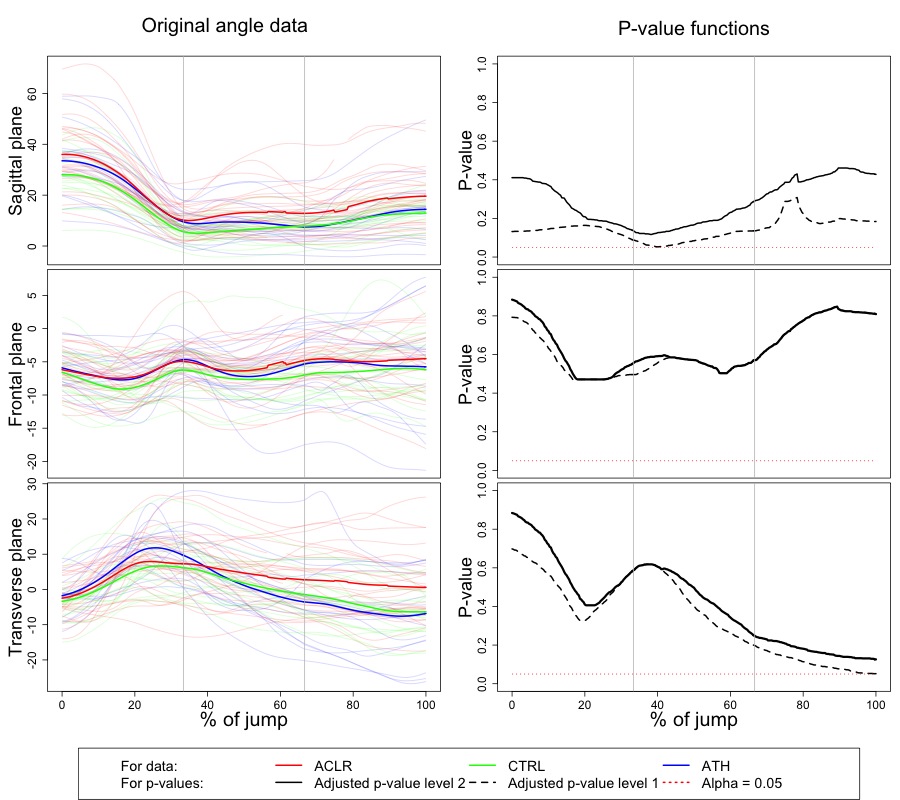 Original angle data
P-value functions
Sagittal plane
0 20 40 60
P-value
0.0 0.2 0.4 0.6 0.8 1.0
Frontal plane
-20 -15 -10 -5 0 5
P-value
0.0 0.2 0.4 0.6 0.8 1.0
Transverse plane
-20 -10 0 10 20 30
P-value
0.0 0.2 0.4 0.6 0.8 1.0
0 20 40 60 80 100
% of jump
0 20 40 60 80 100
% of jump
For data: ACLR CTRL ATH
For p-values: Adjusted p-value level 2 Adjusted p-value level 1 Alpha = 0.05